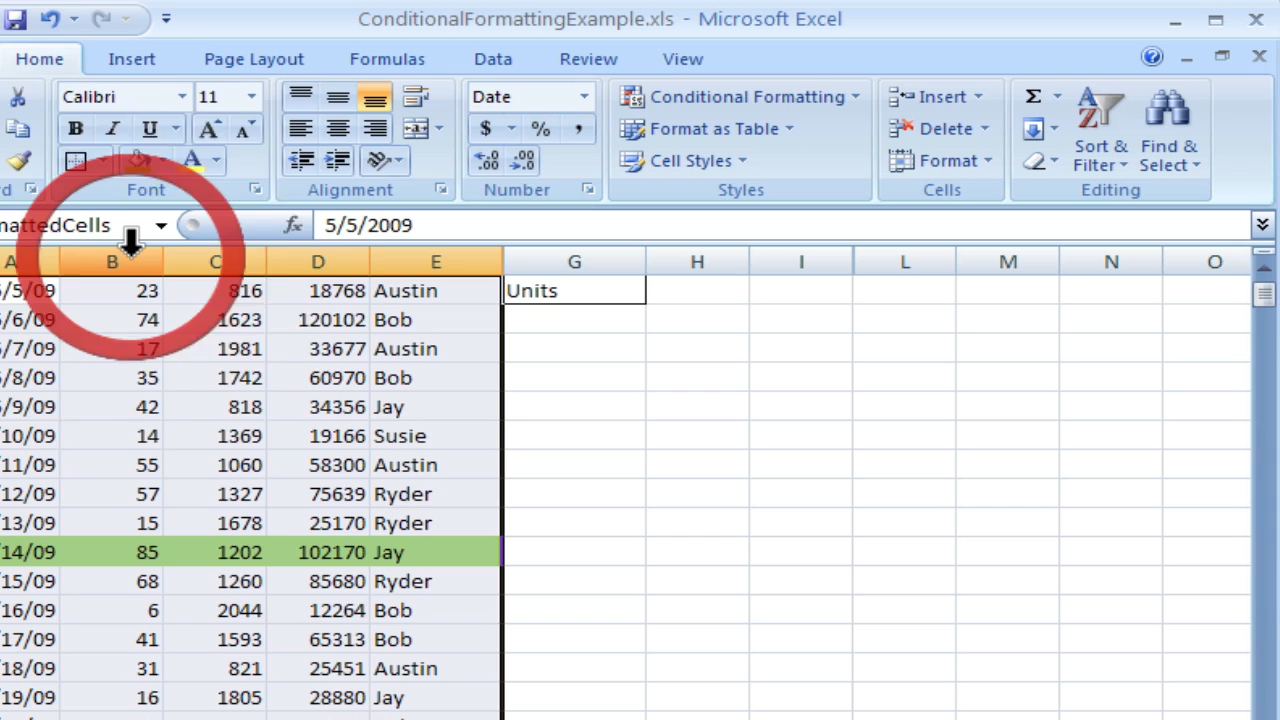 ConditionalFormattingExample.xls - Microsoft Excel
Home Insert Page Layout Formulas Data Review View
Calibri 11 Date Conditional Formatting Insert Σ A Z
B I U A A $ % , Format as Table Delete Sort & Find &
A .00 .0 Cell Styles Format Filter Select
d Font Alignment Number Styles Cells Editing
mattedCells fx 5/5/2009
A B C D E G H I J L M N O
5/5/09 23 816 18768 Austin Units
/6/09 74 1623 120102 Bob
/7/09 17 1981 33677 Austin
/8/09 35 1742 60970 Bob
/9/09 42 818 34356 Jay
/10/09 14 1369 19166 Susie
/11/09 55 1060 58300 Austin
/12/09 57 1327 75639 Ryder
/13/09 15 1678 25170 Ryder
/14/09 85 1202 102170 Jay
/15/09 68 1260 85680 Ryder
/16/09 6 2044 12264 Bob
/17/09 41 1593 65313 Bob
/18/09 31 821 25451 Austin
/19/09 16 1805 28880 Jay